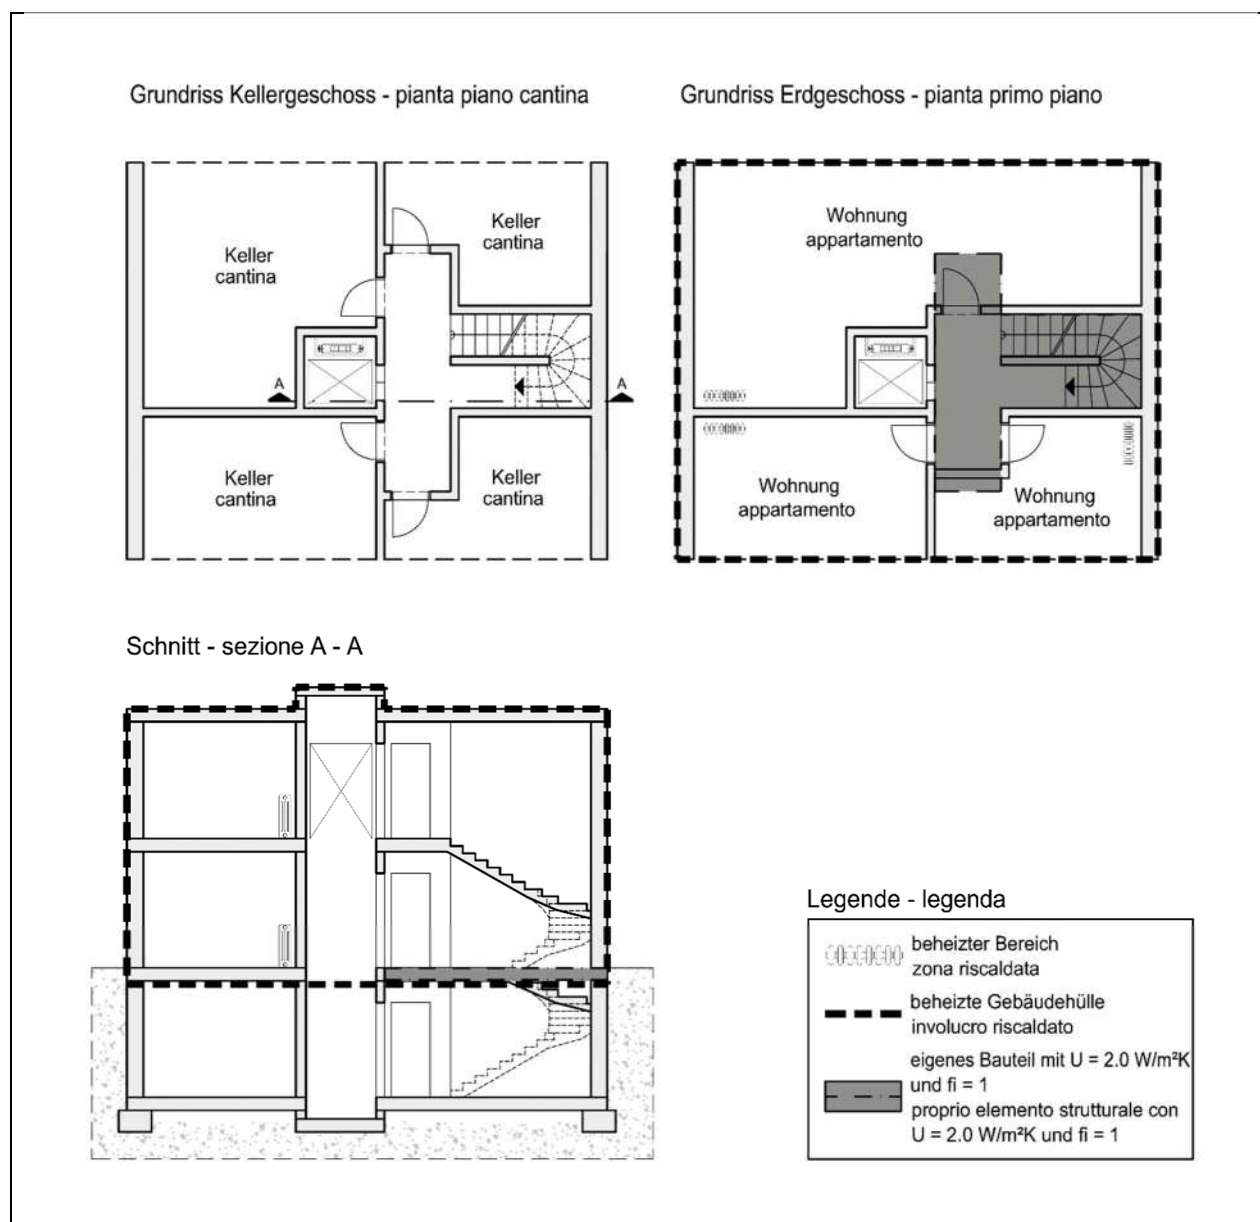 Grundriss Kellergeschoss - pianta piano cantina
Grundriss Erdgeschoss - pianta primo piano
Keller
cantina
Keller
cantina
A
A
Keller
cantina
Keller
cantina
Wohnung
appartamento
Wohnung
appartamento
Wohnung
appartamento
Schnitt - sezione A - A
Legende - legenda
beheizter Bereich
zona riscaldata
beheizte Gebäudehülle
involucro riscaldato
eigenes Bauteil mit U = 2.0 W/m²K
und fi = 1
proprio elemento strutturale con
U = 2.0 W/m²K und fi = 1